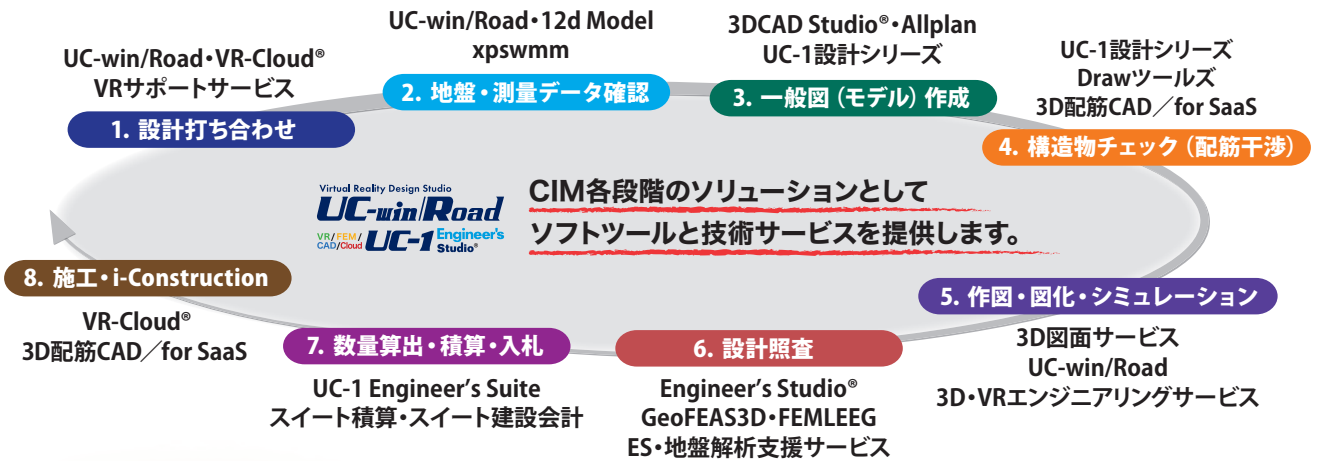 UC-win/Road・VR-Cloud®
VRサポートサービス
1. 設計打ち合わせ
UC-win/Road・12d Model
xpswmm
2. 地盤・測量データ確認
3DCAD Studio®・Allplan
UC-1設計シリーズ
3. 一般図（モデル）作成
UC-1設計シリーズ
Drawツールズ
3D配筋CAD／for SaaS
4. 構造物チェック（配筋干渉）
Virtual Reality Design Studio
UC-win/Road
VR/FEM/
CAD/Cloud
UC-1
Engineer's
Studio®
CIM各段階のソリューションとして
ソフトツールと技術サービスを提供します。
5. 作図・図化・シミュレーション
3D図面サービス
UC-win/Road
3D・VRエンジニアリングサービス
6. 設計照査
Engineer's Studio®
GeoFEAS3D・FEMLEEG
ES・地盤解析支援サービス
7. 数量算出・積算・入札
UC-1 Engineer's Suite
スイート積算・スイート建設会計
8. 施工・i-Construction
VR-Cloud®
3D配筋CAD／for SaaS